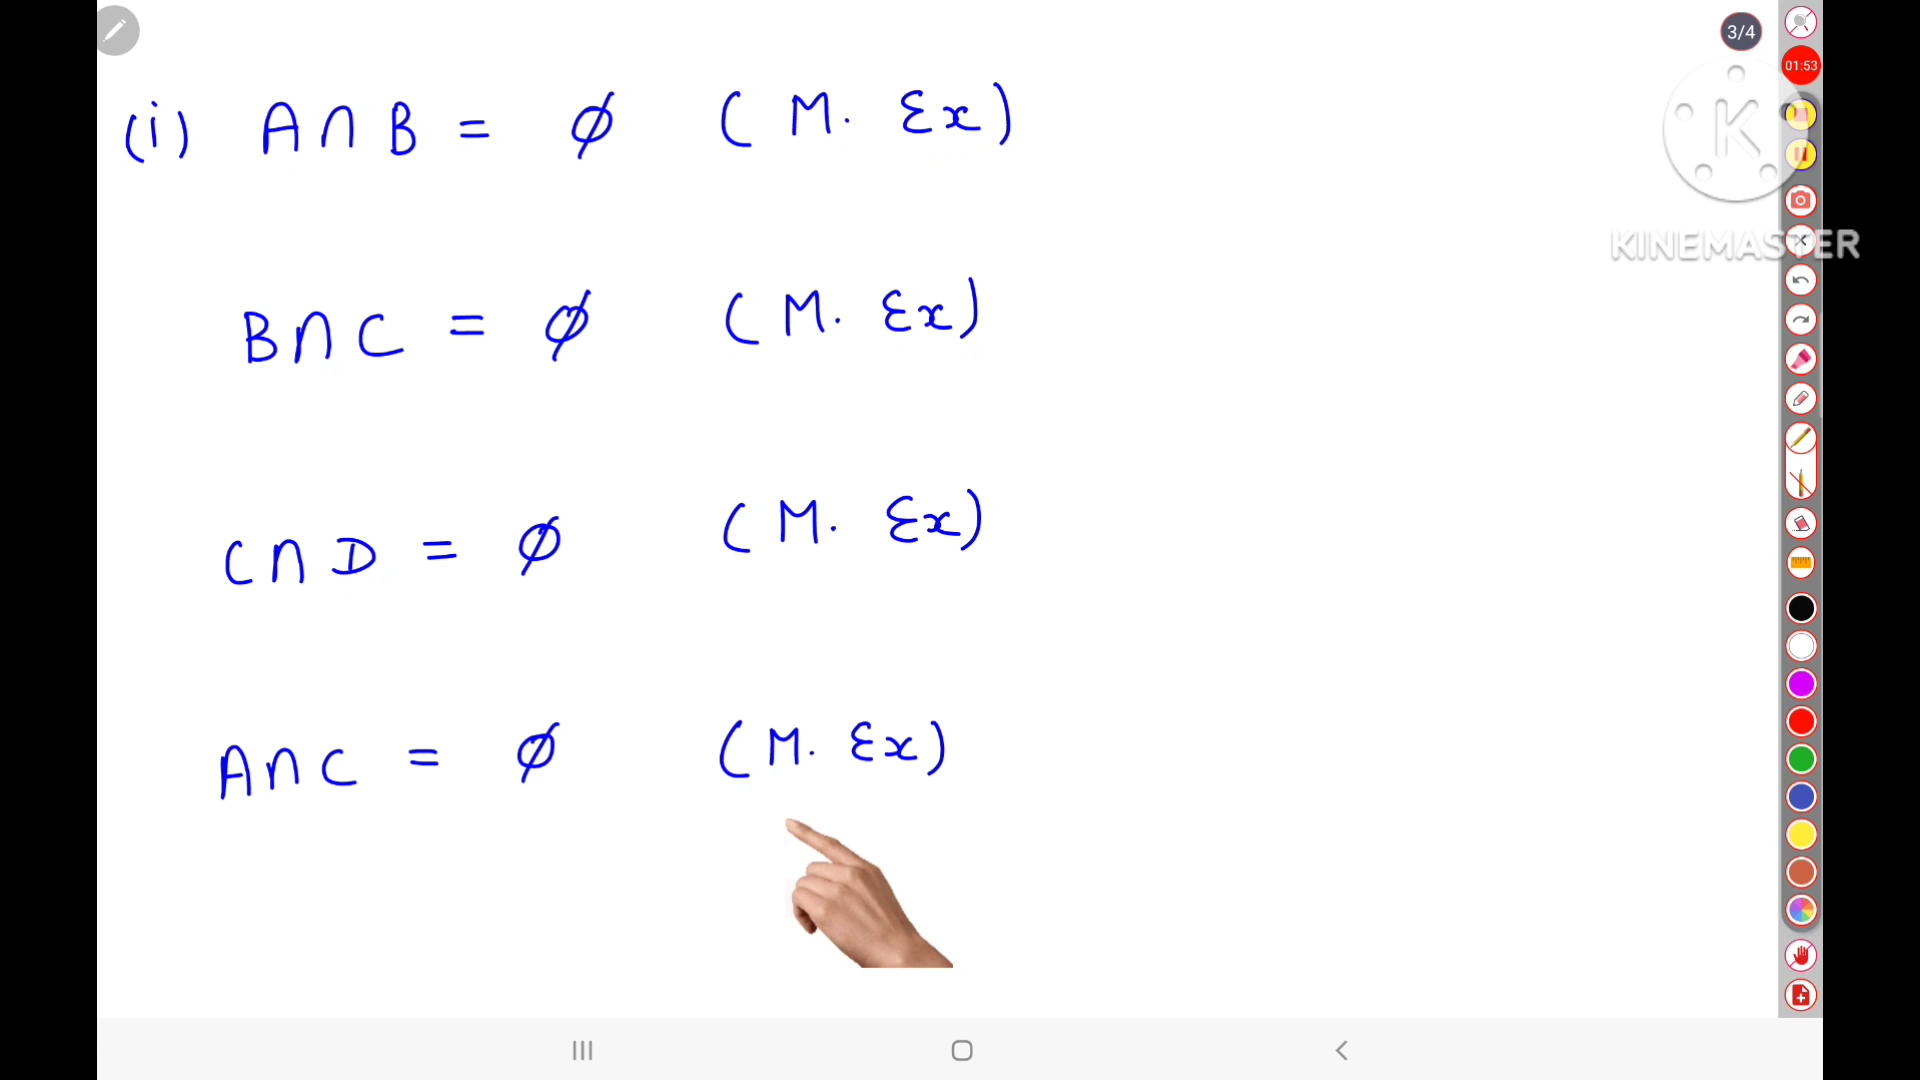 3/4
01:53
(i) A∩B = ø (M. Ex)
KINEMASTER
B∩C = ø (M. Ex)
C∩D = ø (M. Ex)
A∩C = ø (M. Ex)